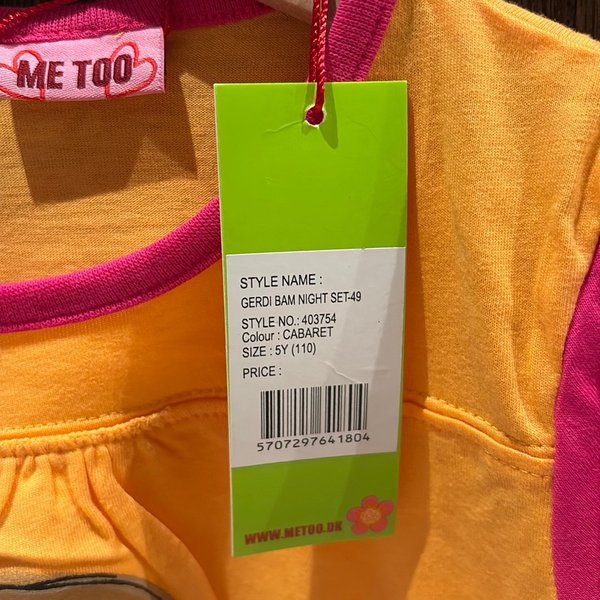 ME TOO
STYLE NAME :
GERDI BAM NIGHT SET-49
STYLE NO.: 403754
Colour : CABARET
SIZE : 5Y (110)
PRICE :
5707297641804
WWW.METOO.DK